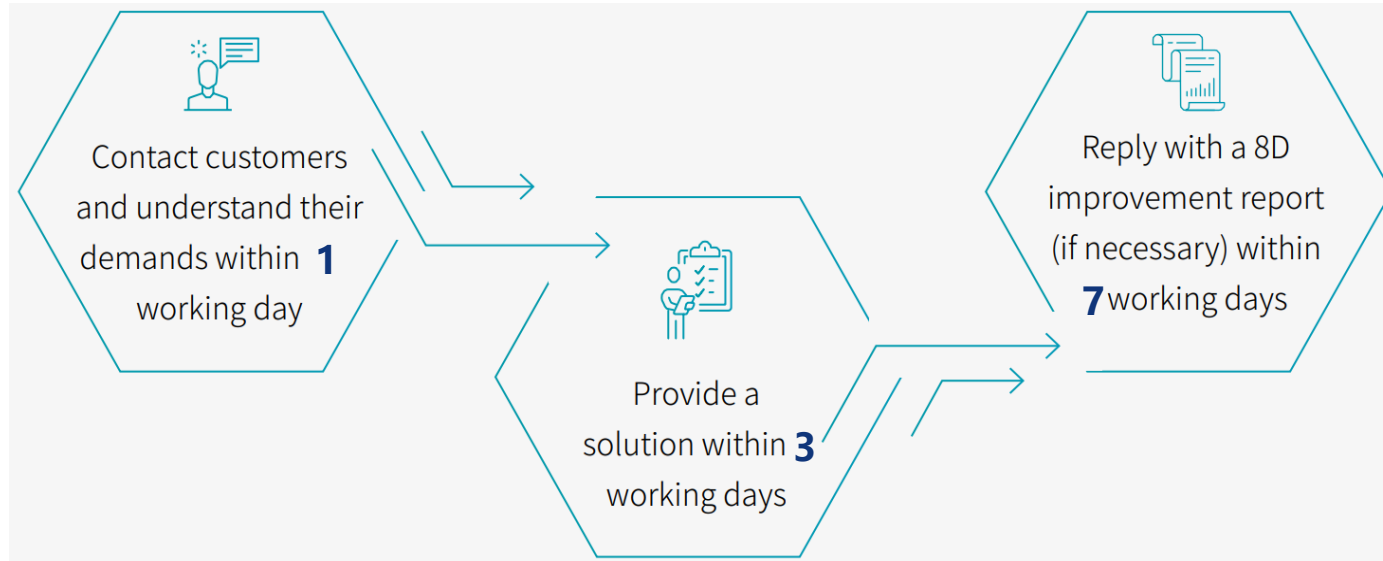 Contact customers
and understand their
demands within 1
working day
Provide a
solution within 3
working days
Reply with a 8D
improvement report
(if necessary) within
7 working days